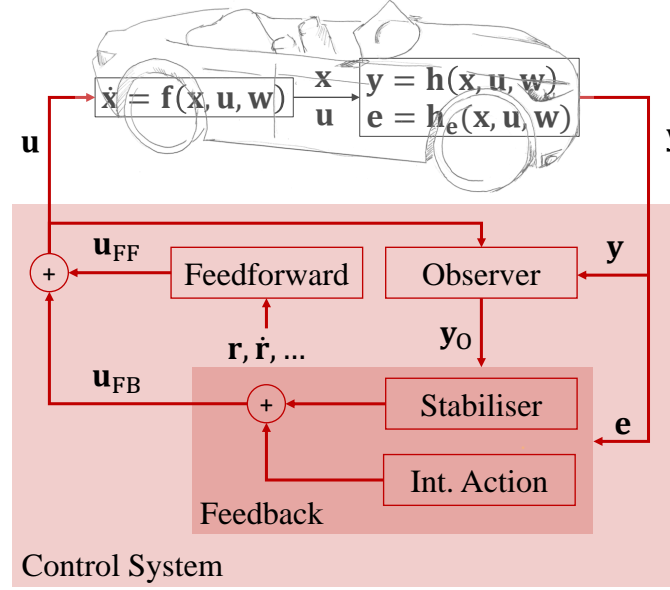 ẋ = f(x, u, w)
x
u
y = h(x, u, w)
e = hₑ(x, u, w)
u
y
u_FF
Feedforward
Observer
y
+
r, ṙ, ...
y_O
u_FB
+
Stabiliser
e
Int. Action
Feedback
Control System